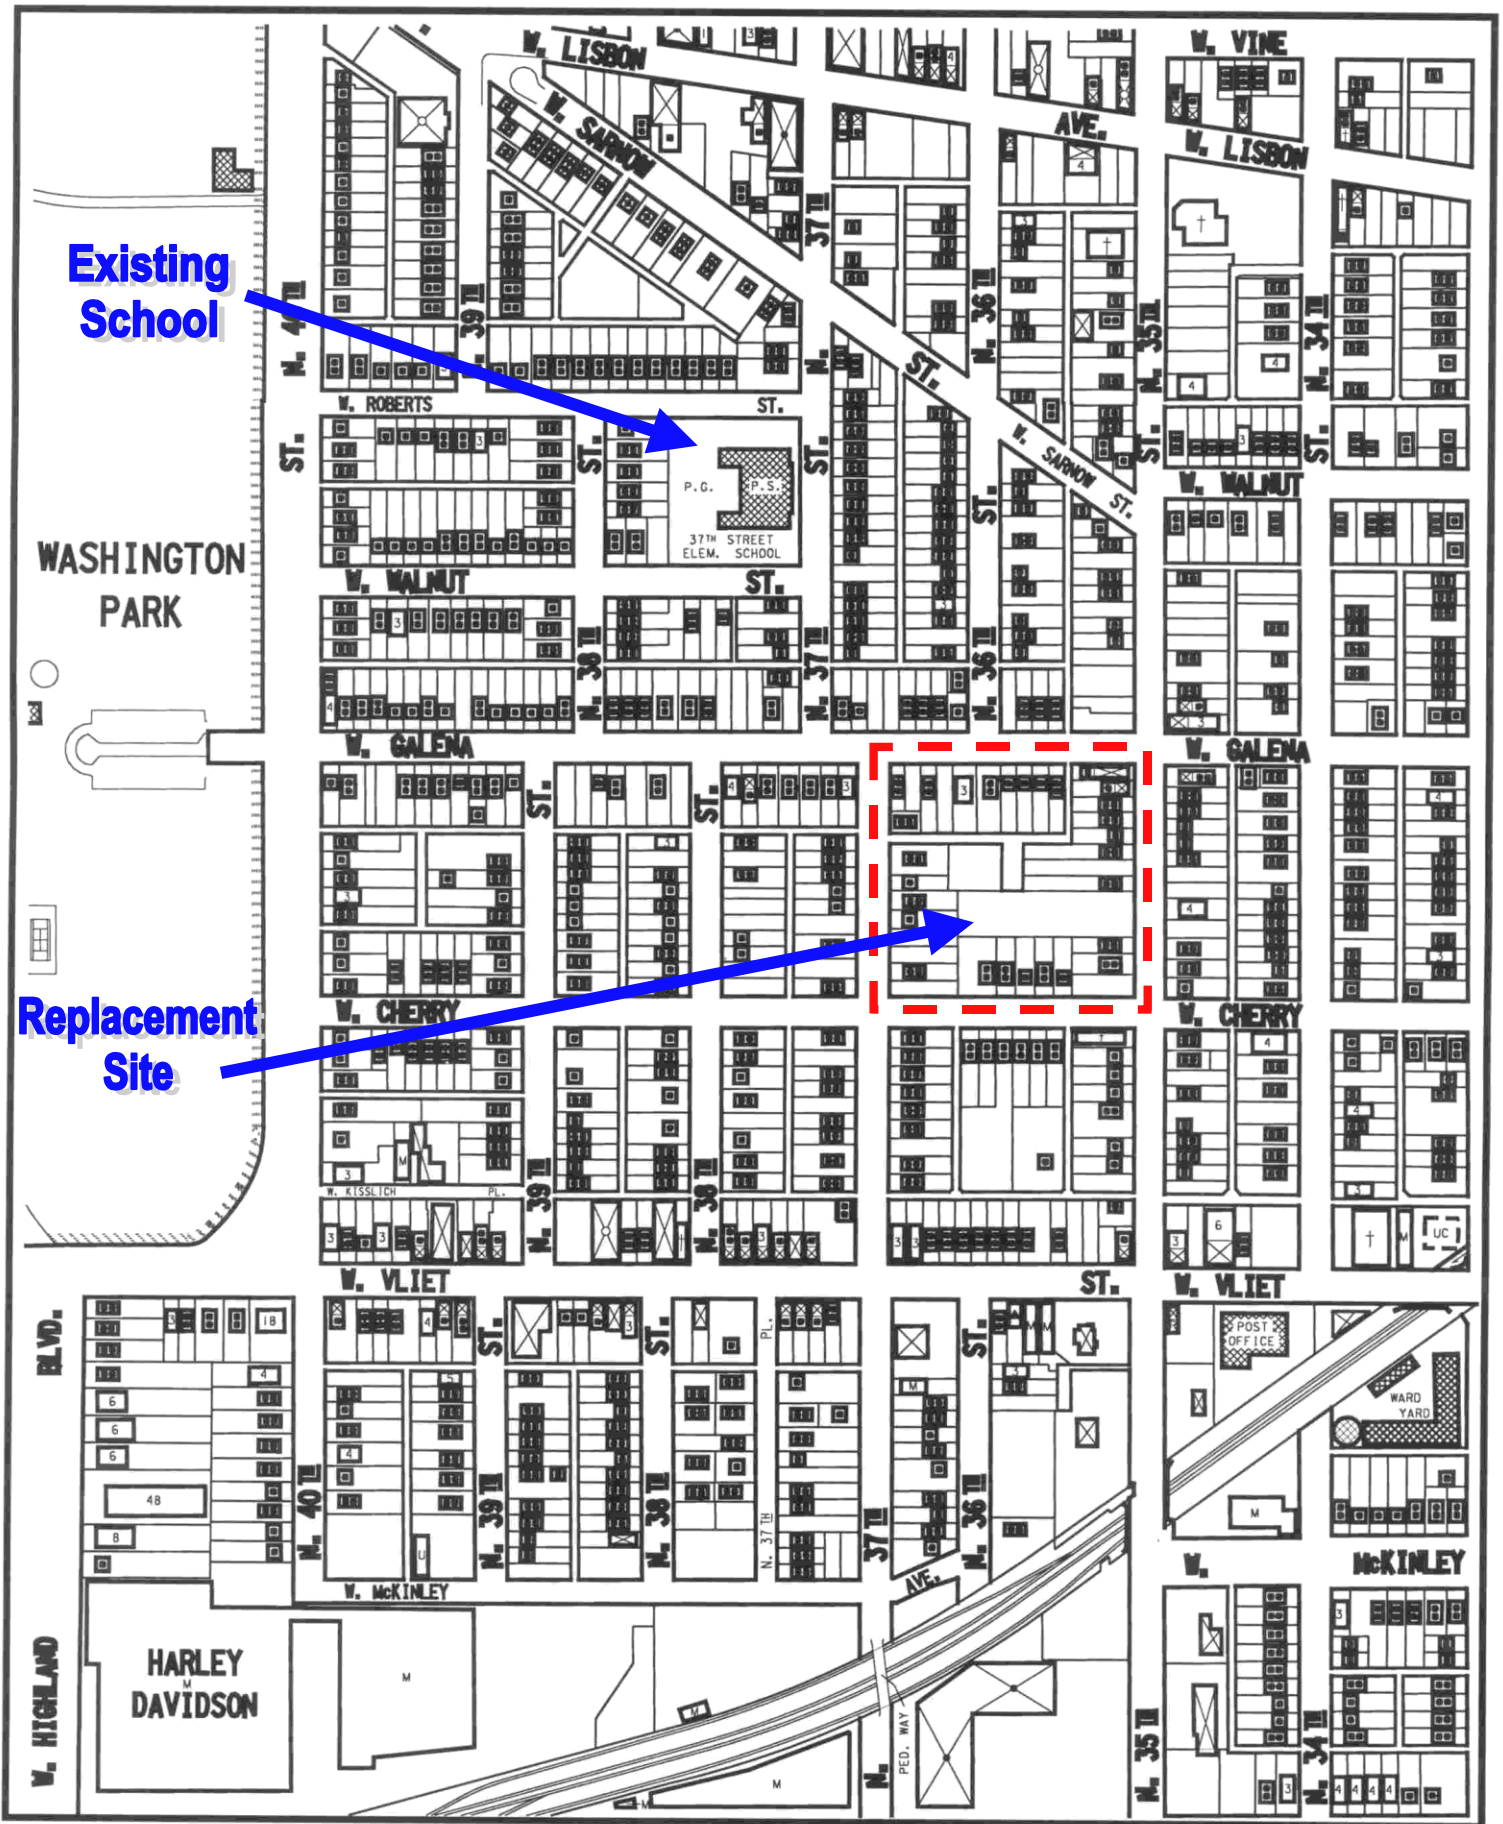 W. LISBON
AVE.
W. VINE
W. LISBON
W. SARNOW
ST.
W. SARNOW ST.
Existing
School
N. 40TH
ST.
N. 39TH
N. 37TH
ST.
N. 36TH
ST.
N. 35TH
ST.
N. 34TH
ST.
W. ROBERTS ST.
ST.
P.G.
P.S.
37TH STREET
ELEM. SCHOOL
W. WALNUT
WASHINGTON
PARK
W. WALNUT ST.
N. 38TH
N. 37TH
N. 36TH
W. GALENA
W. GALENA
ST.
ST.
Replacement
Site
W. CHERRY
W. CHERRY
W. KISSLICH PL.
N. 39TH
N. 38TH
W. VLIET ST.
W. VLIET
UC
M
BLVD.
ST.
ST.
PL.
ST.
POST
OFFICE
WARD
YARD
18
48
N. 40TH
N. 39TH
N. 38TH
N. 37TH
37TH
N. 36TH
AVE.
W. McKINLEY
W. McKINLEY
HARLEY
M
DAVIDSON
W. HIGHLAND
M
M
M
M
PED. WAY
N.
N. 35TH
N. 34TH